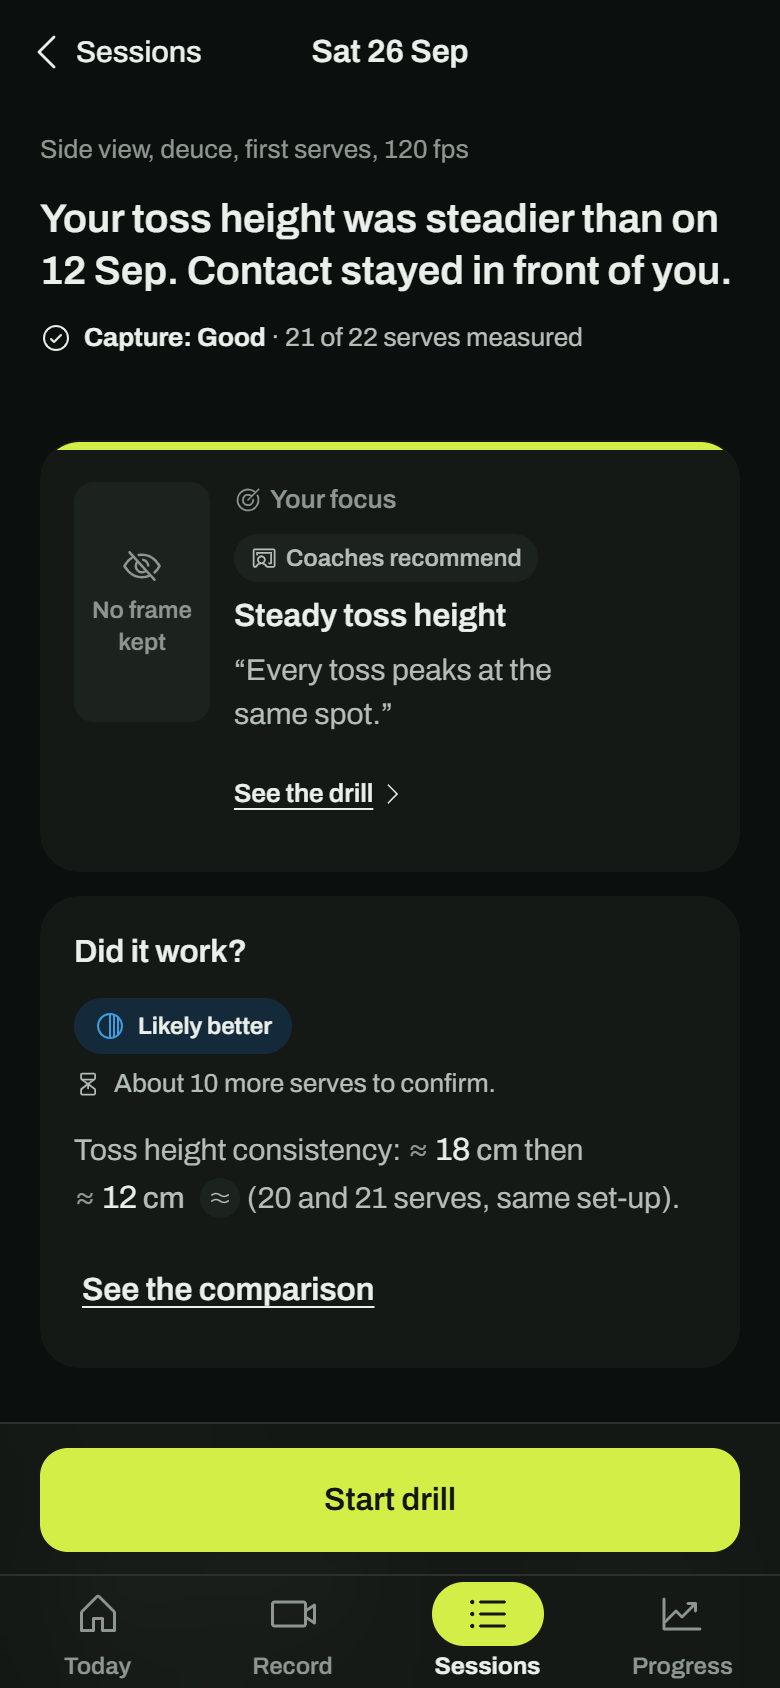 Sessions
Sat 26 Sep
Side view, deuce, first serves, 120 fps
Your toss height was steadier than on
12 Sep. Contact stayed in front of you.
Capture: Good · 21 of 22 serves measured
No frame
kept
Your focus
Coaches recommend
Steady toss height
“Every toss peaks at the
same spot.”
See the drill
Did it work?
Likely better
About 10 more serves to confirm.
Toss height consistency: ≈ 18 cm then
≈ 12 cm ≈ (20 and 21 serves, same set-up).
See the comparison
Start drill
Today
Record
Sessions
Progress